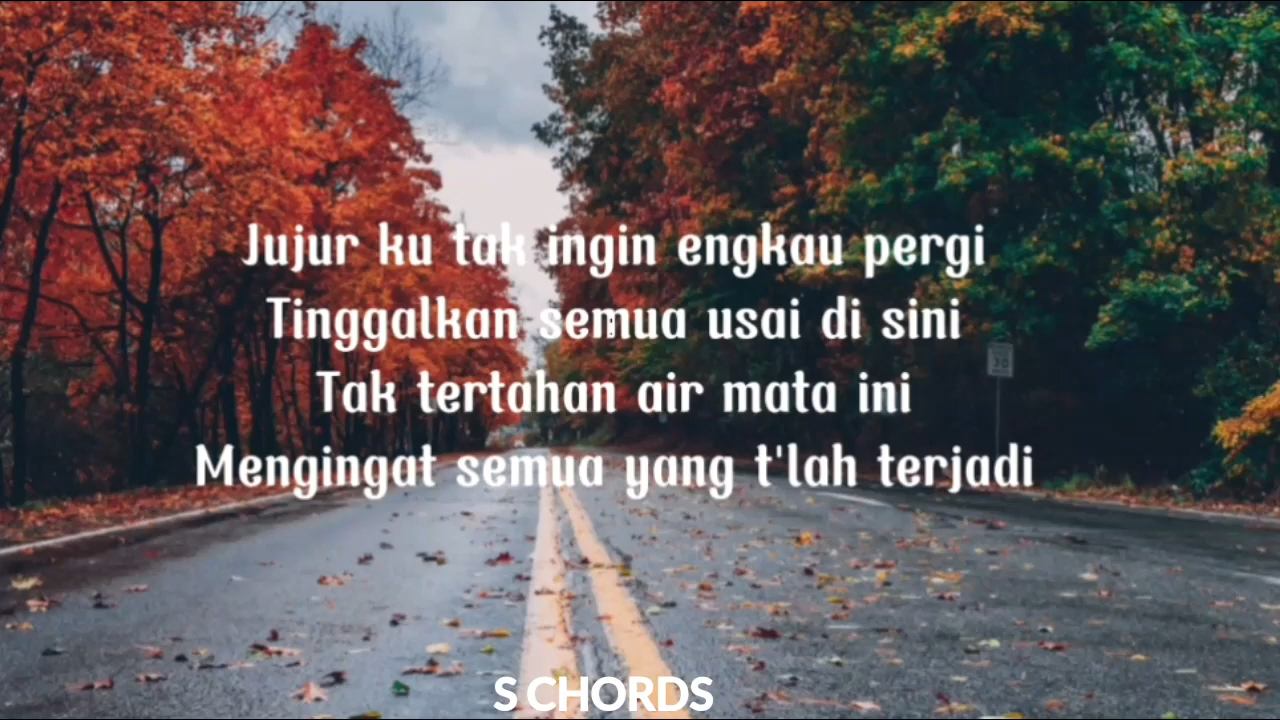 Jujur ku tak ingin engkau pergi
Tinggalkan semua usai di sini
Tak tertahan air mata ini
Mengingat semua yang t'lah terjadi
S CHORDS